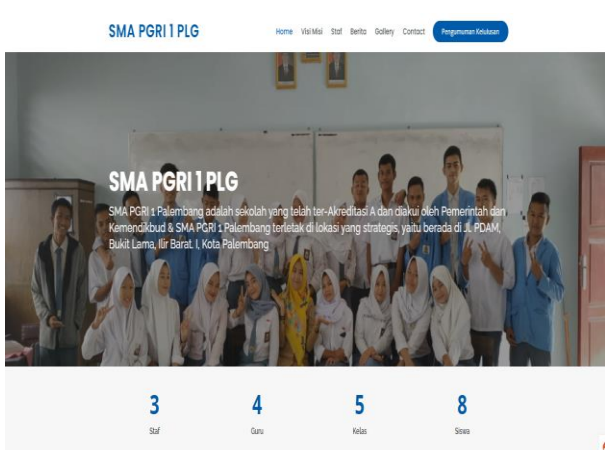 SMA PGRI 1 PLG
Home Visi Misi Staf Berita Gallery Contact Pengumuman Kelulusan
SMA PGRI 1 PLG
SMA PGRI 1 Palembang adalah sekolah yang telah ter-Akreditasi A dan diakui oleh Pemerintah dan
Kemendikbud & SMA PGRI 1 Palembang terletak di lokasi yang strategis, yaitu berada di JL PDAM,
Bukit Lama, Ilir Barat. I, Kota Palembang
3 4 5 8
Staf Guru Kelas Siswa